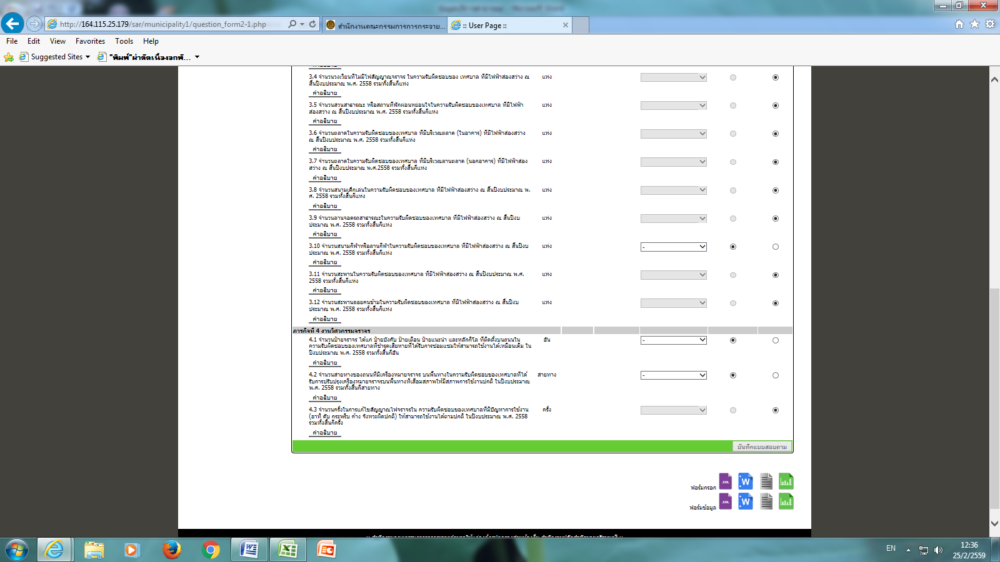 http://164.115.25.179/sar/municipality1/question_form2-1.php
สำนักงานคณะกรรมการการกระจาย...
:: User Page ::
File Edit View Favorites Tools Help
Suggested Sites
"พิมพ์"ผ่าตัดเนื้องอกที่...
3.4 จำนวนวงเวียนที่ไม่มีไฟสัญญาณจราจร ในความรับผิดชอบของ เทศบาล ที่มีไฟฟ้าส่องสว่าง ณ แห่ง
สิ้นปีงบประมาณ พ.ศ. 2558 รวมทั้งสิ้นกี่แห่ง
คำอธิบาย
3.5 จำนวนสวนสาธารณะ หรือสถานที่พักผ่อนหย่อนใจในความรับผิดชอบของเทศบาล ที่มีไฟฟ้า แห่ง
ส่องสว่าง ณ สิ้นปีงบประมาณ พ.ศ. 2558 รวมทั้งสิ้นกี่แห่ง
คำอธิบาย
3.6 จำนวนตลาดในความรับผิดชอบของเทศบาล ที่มีบริเวณตลาด (ในอาคาร) ที่มีไฟฟ้าส่องสว่าง แห่ง
ณ สิ้นปีงบประมาณ พ.ศ. 2558 รวมทั้งสิ้นกี่แห่ง
คำอธิบาย
3.7 จำนวนตลาดในความรับผิดชอบของเทศบาล ที่มีบริเวณลานตลาด (นอกอาคาร) ที่มีไฟฟ้าส่อง แห่ง
สว่าง ณ สิ้นปีงบประมาณ พ.ศ.2558 รวมทั้งสิ้นกี่แห่ง
คำอธิบาย
3.8 จำนวนสนามเด็กเล่นในความรับผิดชอบของเทศบาล ที่มีไฟฟ้าส่องสว่าง ณ สิ้นปีงบประมาณ พ. แห่ง
ศ. 2558 รวมทั้งสิ้นกี่แห่ง
คำอธิบาย
3.9 จำนวนลานจอดรถสาธารณะในความรับผิดชอบของเทศบาล ที่มีไฟฟ้าส่องสว่าง ณ สิ้นปีงบ แห่ง
ประมาณ พ.ศ. 2558 รวมทั้งสิ้นกี่แห่ง
คำอธิบาย
3.10 จำนวนสนามกีฬาหรือลานกีฬาในความรับผิดชอบของเทศบาล ที่มีไฟฟ้าส่องสว่าง ณ สิ้นปีงบ แห่ง -
ประมาณ พ.ศ. 2558 รวมทั้งสิ้นกี่แห่ง
คำอธิบาย
3.11 จำนวนสะพานในความรับผิดชอบของเทศบาล ที่มีไฟฟ้าส่องสว่าง ณ สิ้นปีงบประมาณ พ.ศ. แห่ง
2558 รวมทั้งสิ้นกี่แห่ง
คำอธิบาย
3.12 จำนวนสะพานลอยคนข้ามในความรับผิดชอบของเทศบาล ที่มีไฟฟ้าส่องสว่าง ณ สิ้นปีงบ แห่ง
ประมาณ พ.ศ. 2558 รวมทั้งสิ้นกี่แห่ง
คำอธิบาย
ภารกิจที่ 4 งานวิศวกรรมจราจร
4.1 จำนวนป้ายจราจร ได้แก่ ป้ายบังคับ ป้ายเตือน ป้ายแนะนำ และหลักกิโล ที่ติดตั้งบนถนนใน อัน -
ความรับผิดชอบของเทศบาลที่ชำรุดเสียหายที่ได้รับการซ่อมแซมให้สามารถใช้งานได้เหมือนเดิม ใน
ปีงบประมาณ พ.ศ. 2558 รวมทั้งสิ้นกี่อัน
คำอธิบาย
4.2 จำนวนสายทางของถนนที่มีเครื่องหมายจราจร บนพื้นทางในความรับผิดชอบของเทศบาลที่ได้ สายทาง -
รับการปรับปรุงเครื่องหมายจราจรบนพื้นทางที่เสื่อมสภาพให้มีสภาพการใช้งานปกติ ในปีงบประมาณ
พ.ศ. 2558 รวมทั้งสิ้นกี่สายทาง
คำอธิบาย
4.3 จำนวนครั้งในการแก้ไขสัญญาณไฟจราจรใน ความรับผิดชอบของเทศบาลที่มีปัญหาการใช้งาน ครั้ง
(อาทิ ดับ กระพริบ ค้าง จังหวะผิดปกติ) ให้สามารถใช้งานได้ตามปกติ ในปีงบประมาณ พ.ศ. 2558
รวมทั้งสิ้นกี่ครั้ง
คำอธิบาย
บันทึกแบบสอบถาม
ฟอร์มกรอก XML W
ฟอร์มข้อมูล XML W
EN
12:36
25/2/2559